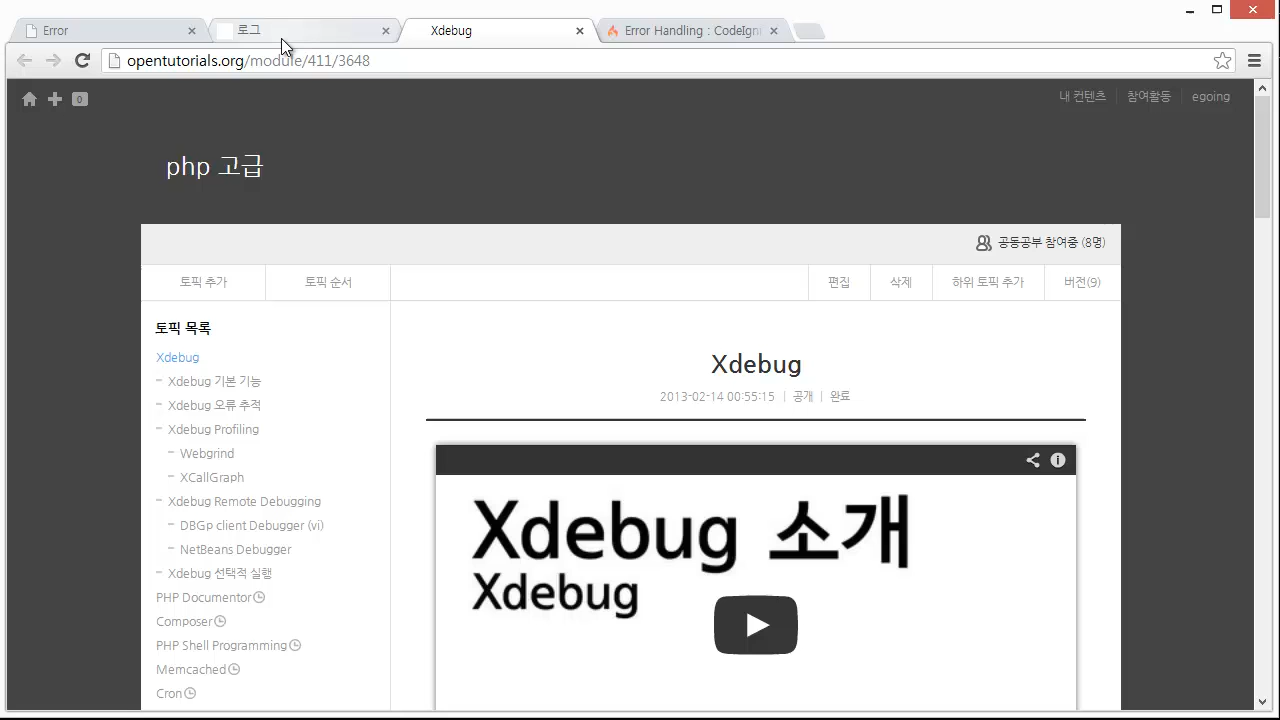 Error
로그
Xdebug
Error Handling : CodeIgni
opentutorials.org/module/411/3648
0
내 컨텐츠
참여활동
egoing
php 고급
공동공부 참여중 (8명)
토픽 추가
토픽 순서
편집
삭제
하위 토픽 추가
버전(9)
토픽 목록
Xdebug
Xdebug 기본 기능
Xdebug 오류 추적
Xdebug Profiling
Webgrind
XCallGraph
Xdebug Remote Debugging
DBGp client Debugger (vi)
NetBeans Debugger
Xdebug 선택적 실행
PHP Documentor
Composer
PHP Shell Programming
Memcached
Cron
Xdebug
2013-02-14 00:55:15 | 공개 | 완료
Xdebug 소개
Xdebug